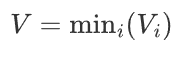 V = min_i(V_i)